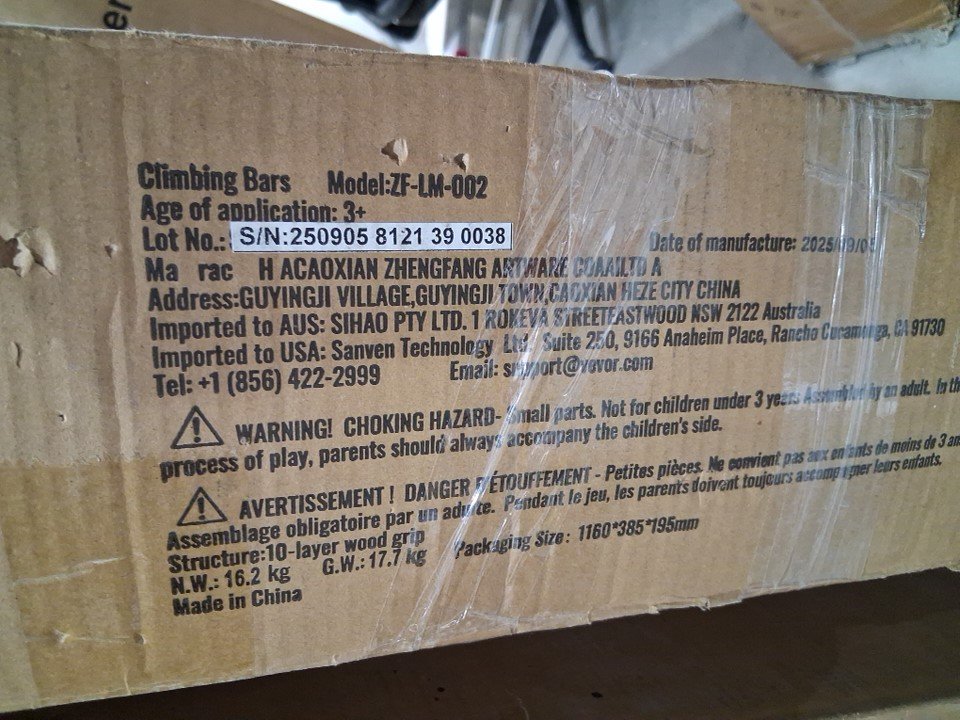 er
Climbing Bars Model:ZF-LM-002
Age of application: 3+
Lot No.: S/N:250905 8121 39 0038
Date of manufacture: 2025/09/05
ACAOXIAN ZHENGFANG ARTWARE
Address:GUYINGJI VILLAGE,GUYINGJI TOWN,CAOXIAN HEZE CITY CHINA
Imported to AUS: SIHAO PTY LTD. 1 ROKEVA STREETEASTWOOD NSW 2122 Australia
Imported to USA: Sanven Technology Ltd. Suite 250, 9166 Anaheim Place, Rancho Cucamonga, CA 91730
Tel: +1 (856) 422-2999 Email: support@vevor.com
WARNING! CHOKING HAZARD- Small parts. Not for children under 3 years Assembled by an adult. In the
process of play, parents should always accompany the children's side.
AVERTISSEMENT ! DANGER D'ÉTOUFFEMENT - Petites pièces. Ne convient pas aux enfants de moins de 3 an
Assemblage obligatoire par un adulte. Pendant le jeu, les parents doivent toujours accompagner leurs enfants.
Structure:10-layer wood grip Packaging Size: 1160*385*195mm
N.W.: 16.2 kg G.W.: 17.7 kg
Made in China